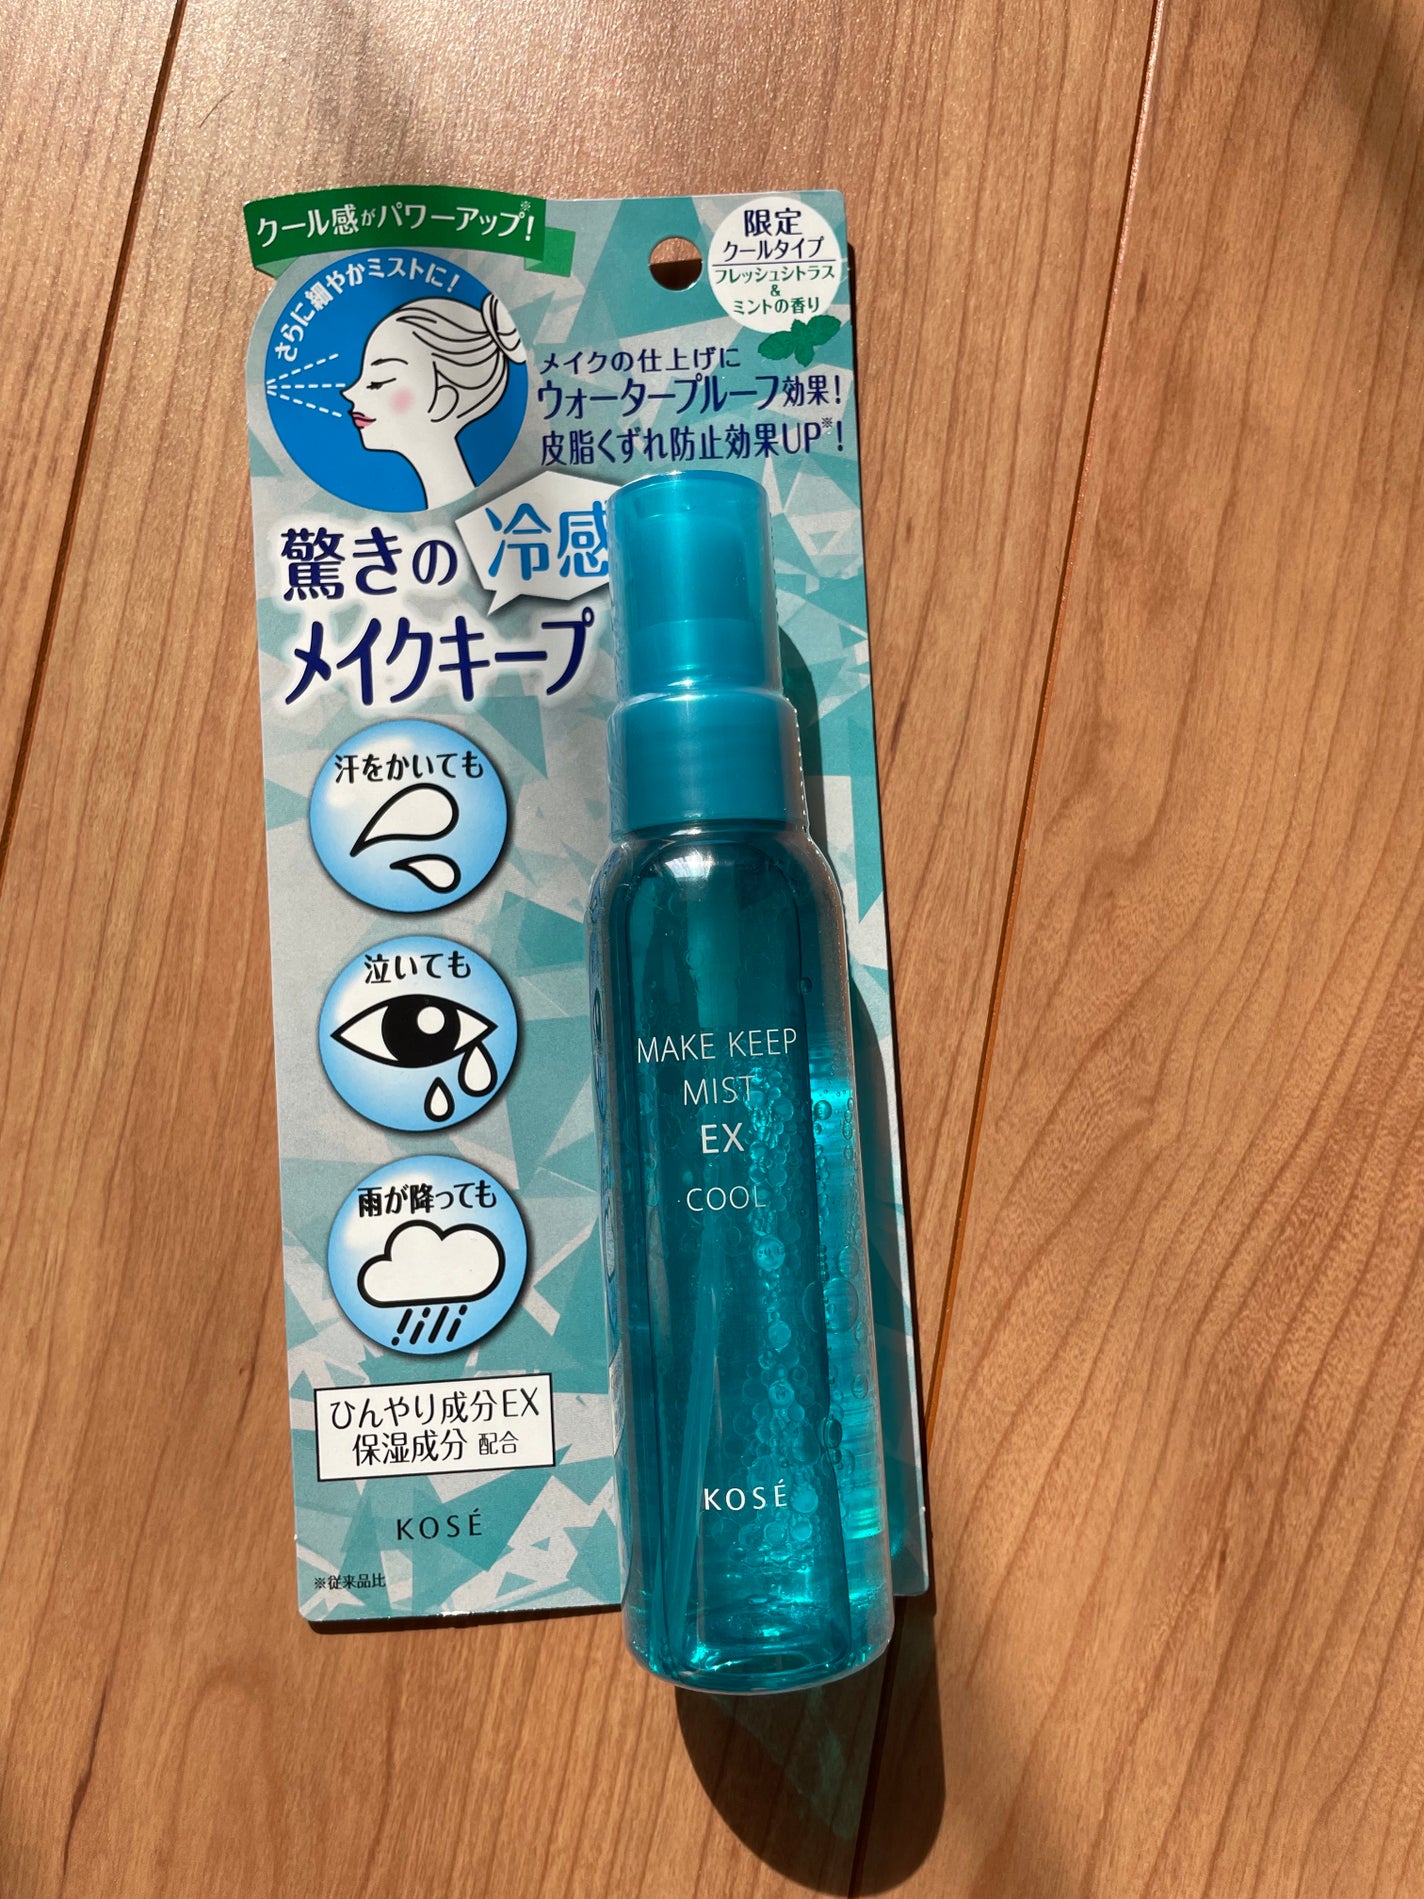 クール感がパワーアップ※!
さらに細やかミストに!
限定
クールタイプ
フレッシュシトラス
&
ミントの香り
メイクの仕上げに
ウォータープルーフ効果!
皮脂くずれ防止効果UP※!
驚きの冷感
メイクキープ
汗をかいても
泣いても
雨が降っても
ひんやり成分EX
保湿成分 配合
KOSÉ
※従来品比
MAKE KEEP
MIST
EX
COOL
KOSÉ